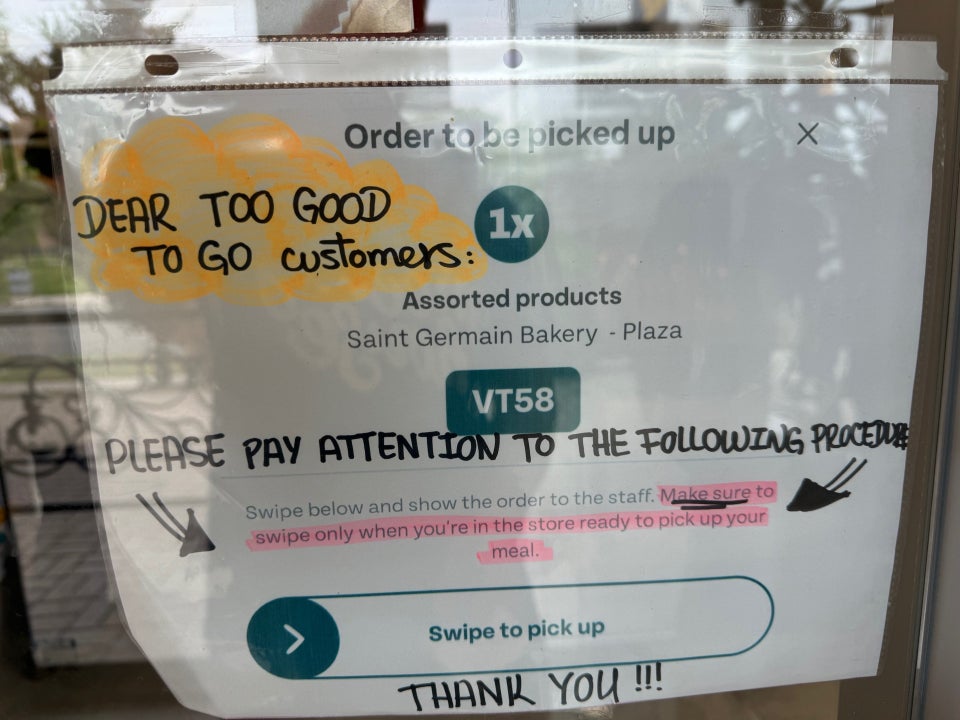 Order to be picked up
DEAR TOO GOOD
TO GO customers:
1x
Assorted products
Saint Germain Bakery - Plaza
VT58
PLEASE PAY ATTENTION TO THE FOLLOWING PROCEDURE
Swipe below and show the order to the staff. Make sure to
swipe only when you're in the store ready to pick up your
meal.
Swipe to pick up
THANK YOU !!!